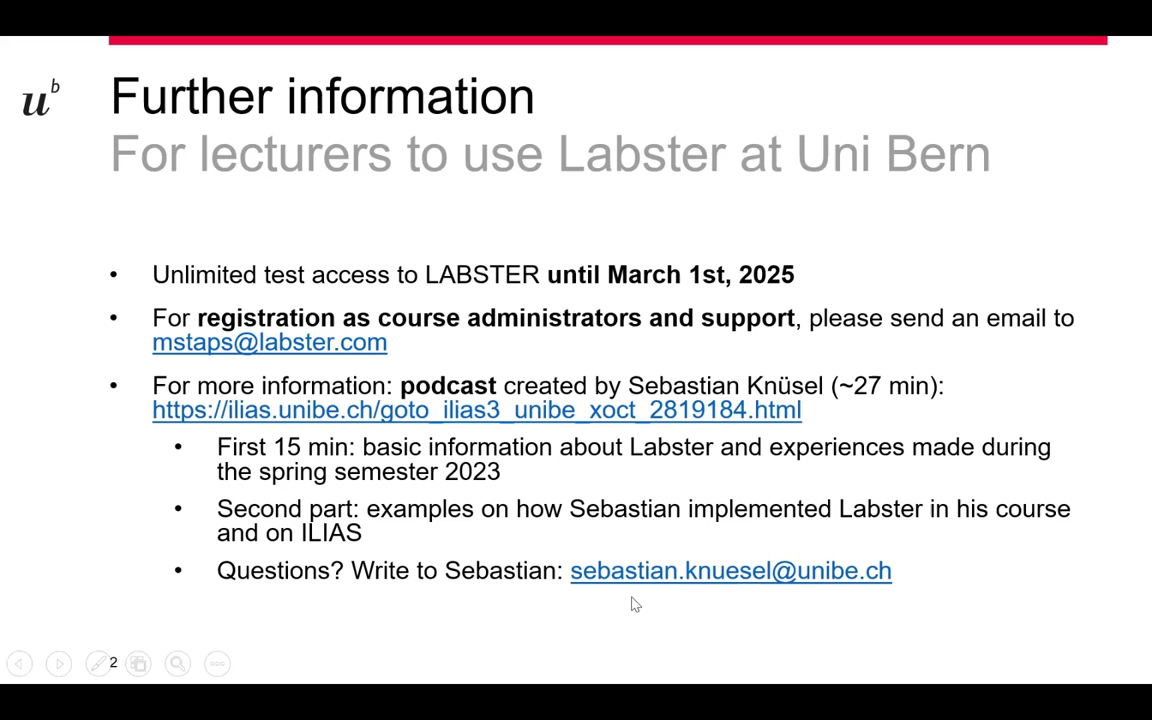 u b
Further information
For lecturers to use Labster at Uni Bern
• Unlimited test access to LABSTER until March 1st, 2025
• For registration as course administrators and support, please send an email to
mstaps@labster.com
• For more information: podcast created by Sebastian Knüsel (~27 min):
https://ilias.unibe.ch/goto_ilias3_unibe_xoct_2819184.html
• First 15 min: basic information about Labster and experiences made during
the spring semester 2023
• Second part: examples on how Sebastian implemented Labster in his course
and on ILIAS
• Questions? Write to Sebastian: sebastian.knuesel@unibe.ch
2